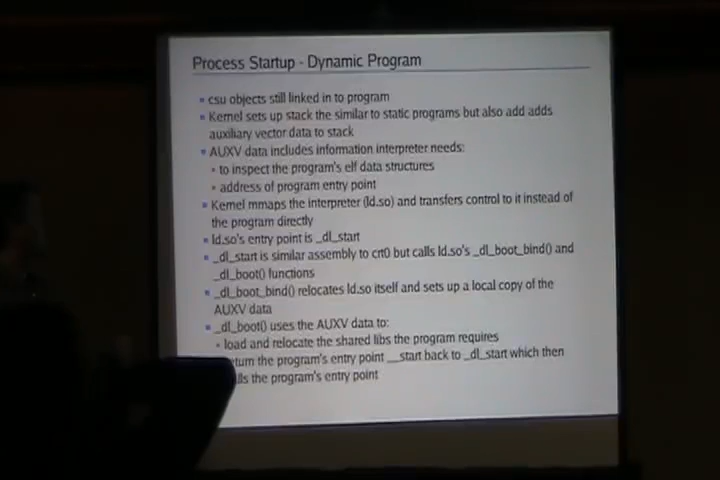 Process Startup - Dynamic Program
csu objects still linked in to program
Kernel sets up stack the similar to static programs but also add adds
auxiliary vector data to stack
AUXV data includes information interpreter needs:
to inspect the program's elf data structures
address of program entry point
Kernel mmaps the interpreter (ld.so) and transfers control to it instead of
the program directly
ld.so's entry point is _dl_start
_dl_start is similar assembly to crt0 but calls ld.so's _dl_boot_bind() and
_dl_boot() functions
_dl_boot_bind() relocates ld.so itself and sets up a local copy of the
AUXV data
_dl_boot() uses the AUXV data to:
load and relocate the shared libs the program requires
the program's entry point __start back to _dl_start which then
the program's entry point